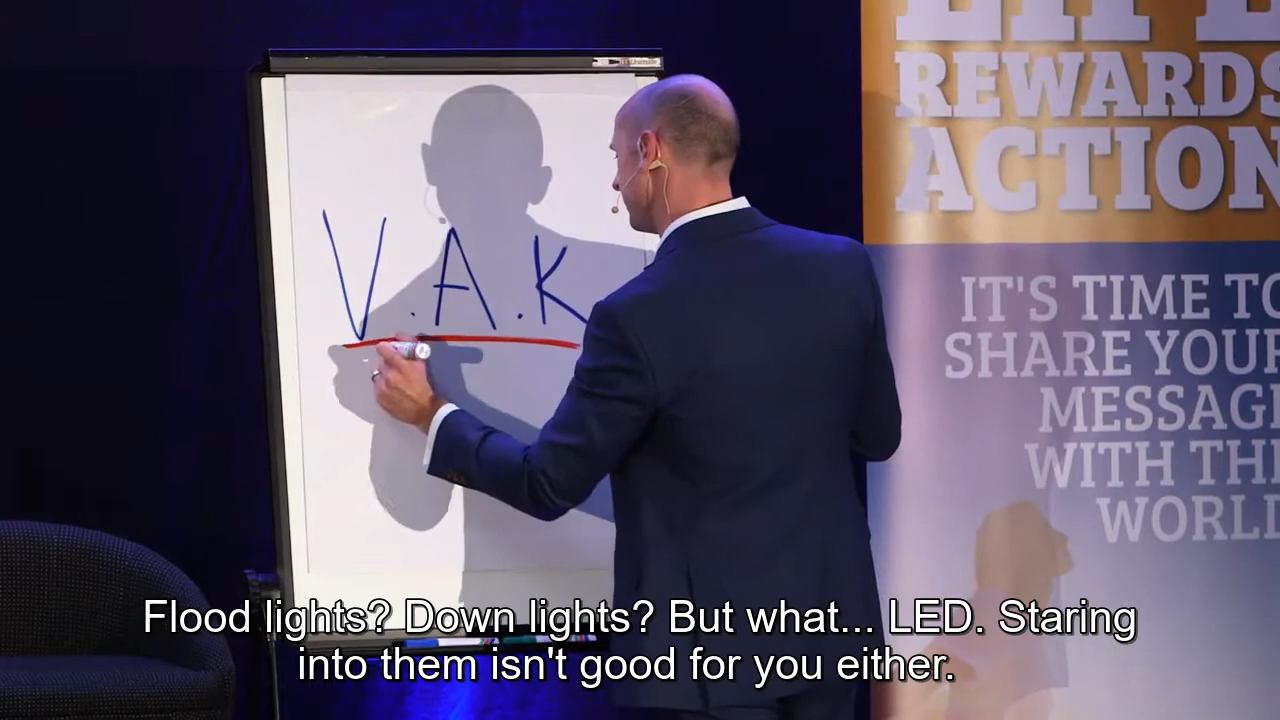 V.A.K
REWARDS
ACTION
IT'S TIME TO
SHARE YOUR
MESSAGE
WITH THE
WORLD
Flood lights? Down lights? But what... LED. Staring
into them isn't good for you either.